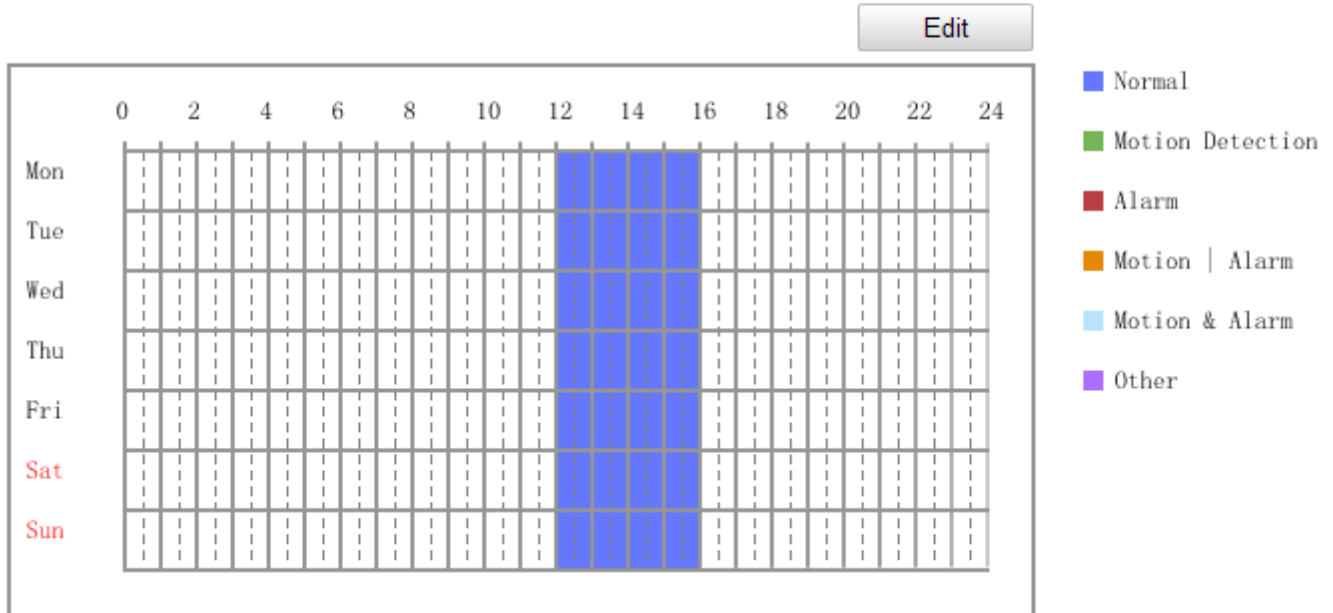 Edit
0 2 4 6 8 10 12 14 16 18 20 22 24
Mon
Tue
Wed
Thu
Fri
Sat
Sun
Normal
Motion Detection
Alarm
Motion | Alarm
Motion & Alarm
Other